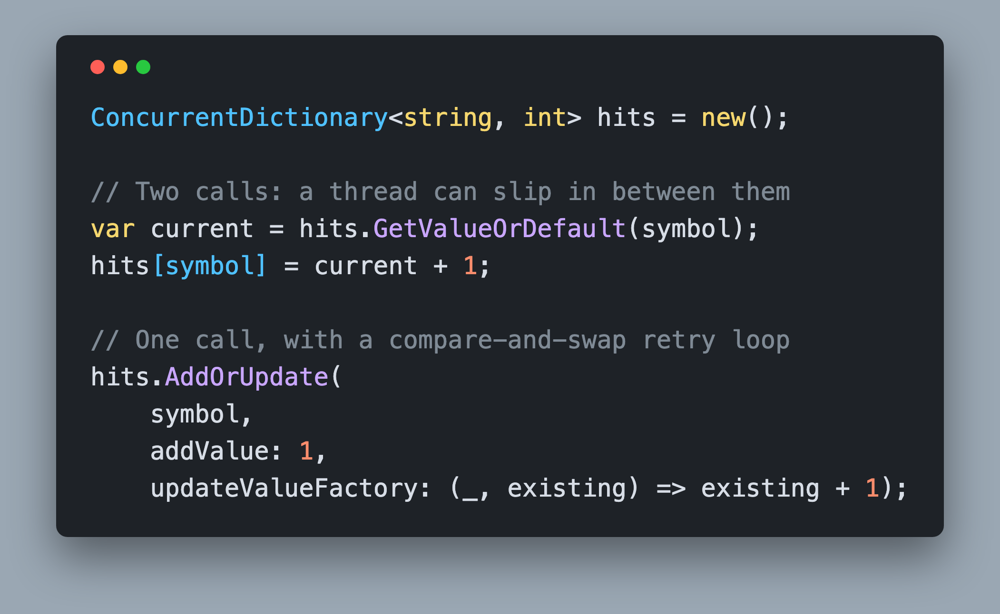 ConcurrentDictionary<string, int> hits = new();
// Two calls: a thread can slip in between them
var current = hits.GetValueOrDefault(symbol);
hits[symbol] = current + 1;
// One call, with a compare-and-swap retry loop
hits.AddOrUpdate(
    symbol,
    addValue: 1,
    updateValueFactory: (_, existing) => existing + 1);